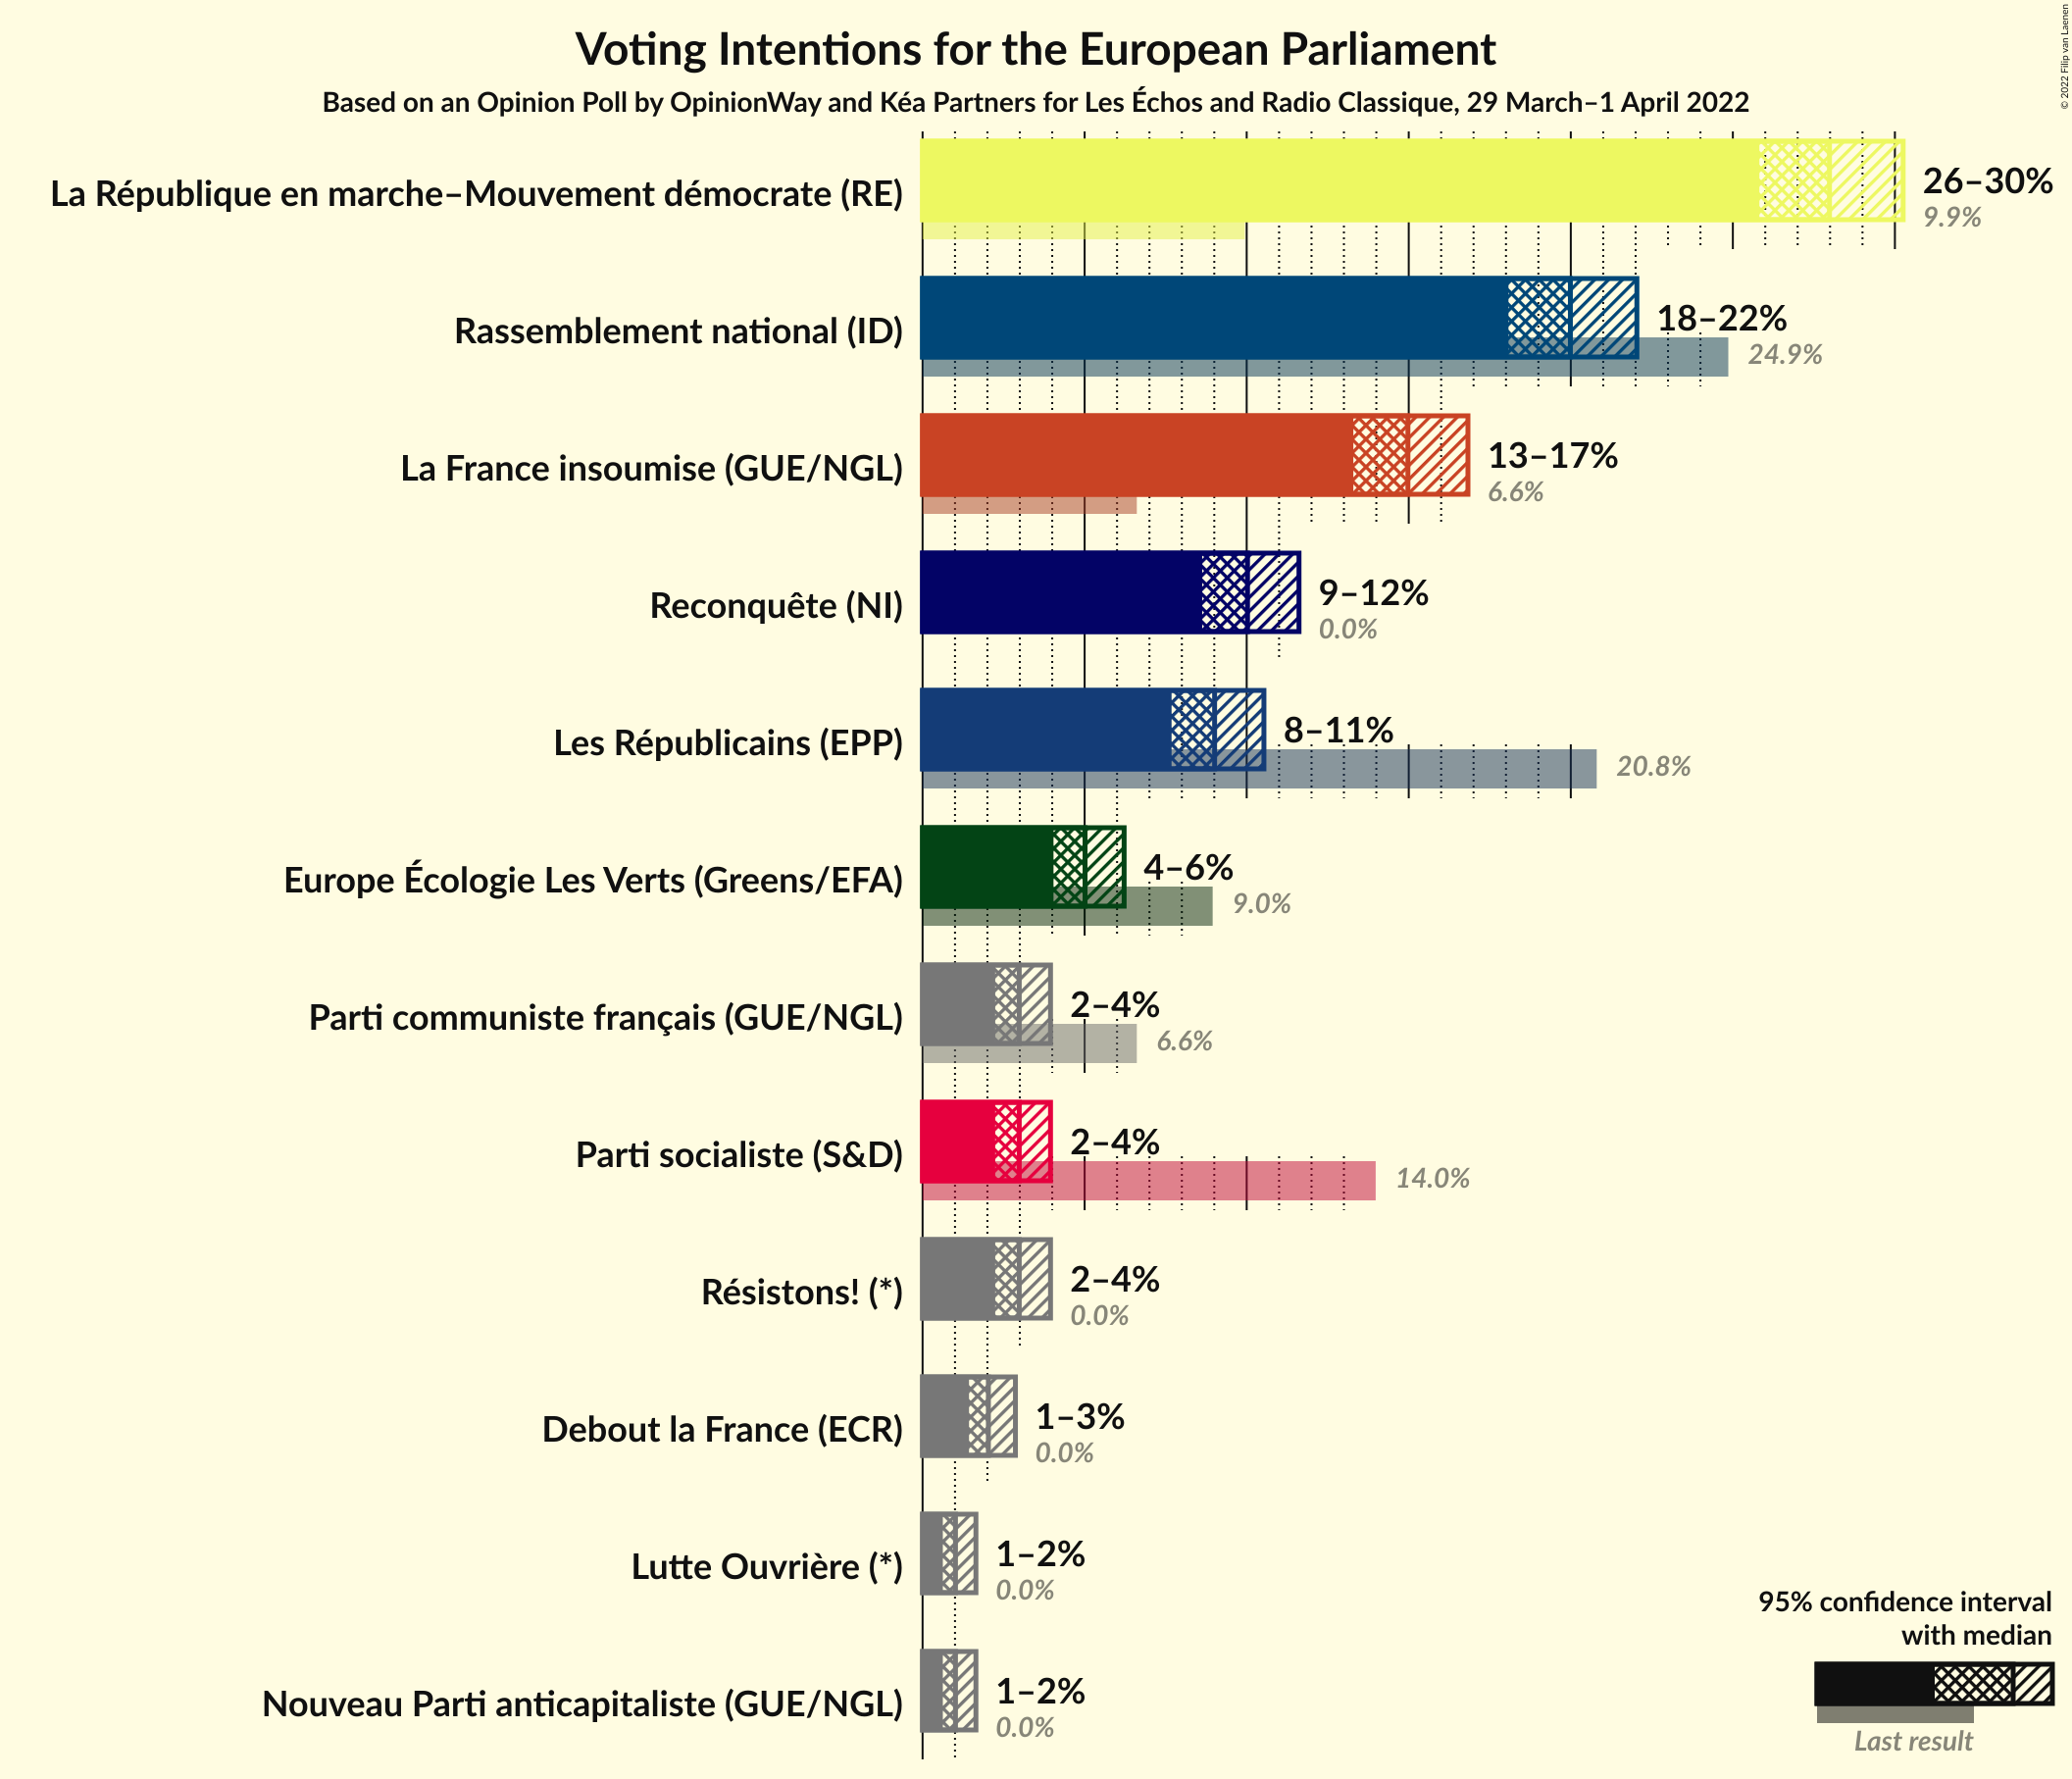 Voting Intentions for the European Parliament
Based on an Opinion Poll by OpinionWay and Kéa Partners for Les Échos and Radio Classique, 29 March–1 April 2022
© 2022 Filip van Laenen
La République en marche–Mouvement démocrate (RE)
26–30%
9.9%
Rassemblement national (ID)
18–22%
24.9%
La France insoumise (GUE/NGL)
13–17%
6.6%
Reconquête (NI)
9–12%
0.0%
Les Républicains (EPP)
8–11%
20.8%
Europe Écologie Les Verts (Greens/EFA)
4–6%
9.0%
Parti communiste français (GUE/NGL)
2–4%
6.6%
Parti socialiste (S&D)
2–4%
14.0%
Résistons! (*)
2–4%
0.0%
Debout la France (ECR)
1–3%
0.0%
Lutte Ouvrière (*)
1–2%
0.0%
Nouveau Parti anticapitaliste (GUE/NGL)
1–2%
0.0%
95% confidence interval
with median
Last result